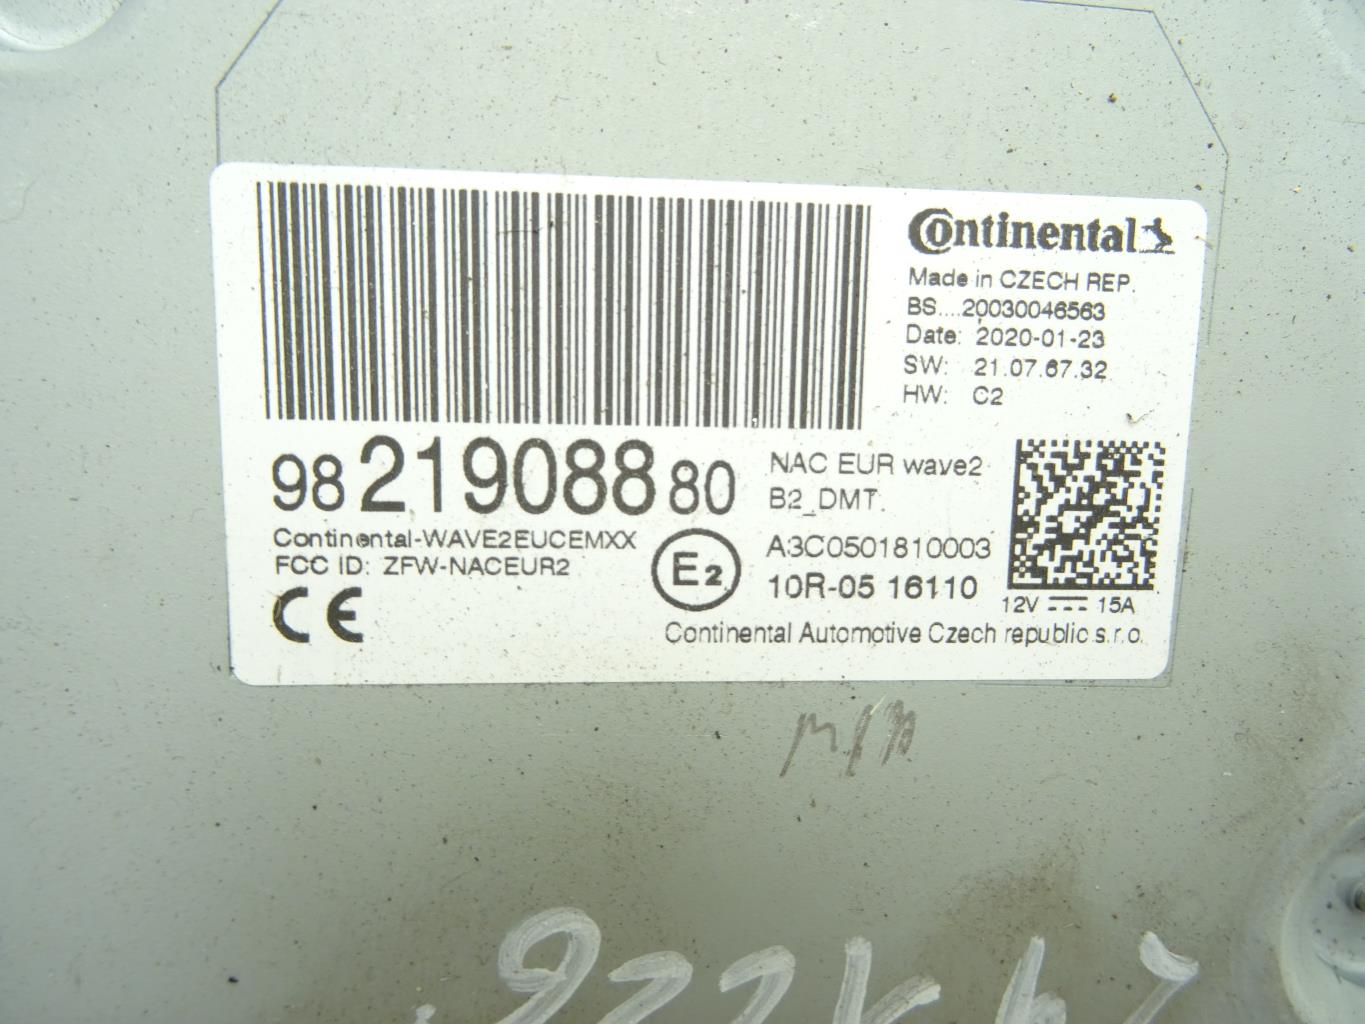 Continental
Made in CZECH REP.
BS....20030046563
Date: 2020-01-23
SW: 21.07.67.32
HW: C2
98 219088 80
NAC EUR wave2
B2_DMT.
Continental-WAVE2EUCEMXX
FCC ID: ZFW-NACEUR2
CE
E2
A3C0501810003
10R-05 16110
12V 15A
Continental Automotive Czech republic s.r.o.